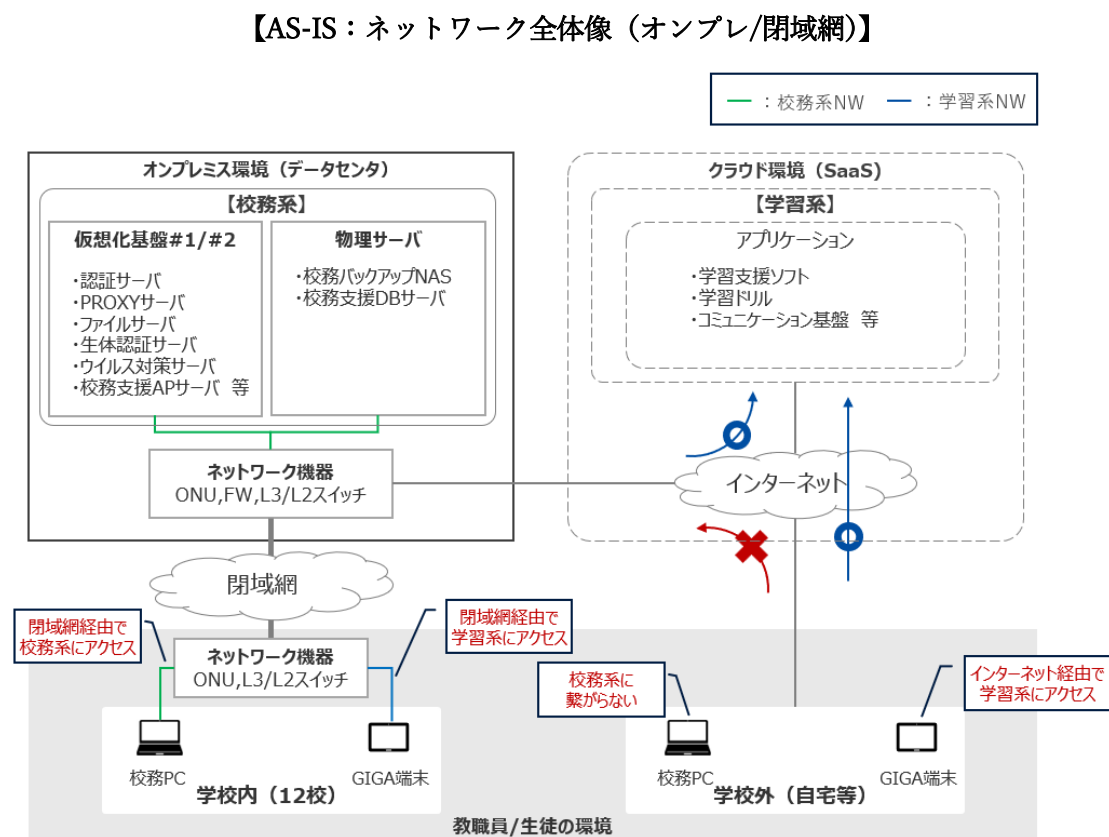 【AS-IS：ネットワーク全体像（オンプレ/閉域網）】
：校務系NW
：学習系NW
オンプレミス環境（データセンタ）
【校務系】
仮想化基盤#1/#2
・認証サーバ
・PROXYサーバ
・ファイルサーバ
・生体認証サーバ
・ウイルス対策サーバ
・校務支援APサーバ 等
物理サーバ
・校務バックアップNAS
・校務支援DBサーバ
クラウド環境（SaaS)
【学習系】
アプリケーション
・学習支援ソフト
・学習ドリル
・コミュニケーション基盤 等
ネットワーク機器
ONU,FW,L3/L2スイッチ
インターネット
閉域網
閉域網経由で
校務系にアクセス
閉域網経由で
学習系にアクセス
ネットワーク機器
ONU,L3/L2スイッチ
校務系に
繋がらない
インターネット経由で
学習系にアクセス
校務PC
GIGA端末
学校内（12校）
校務PC
GIGA端末
学校外（自宅等）
教職員/生徒の環境